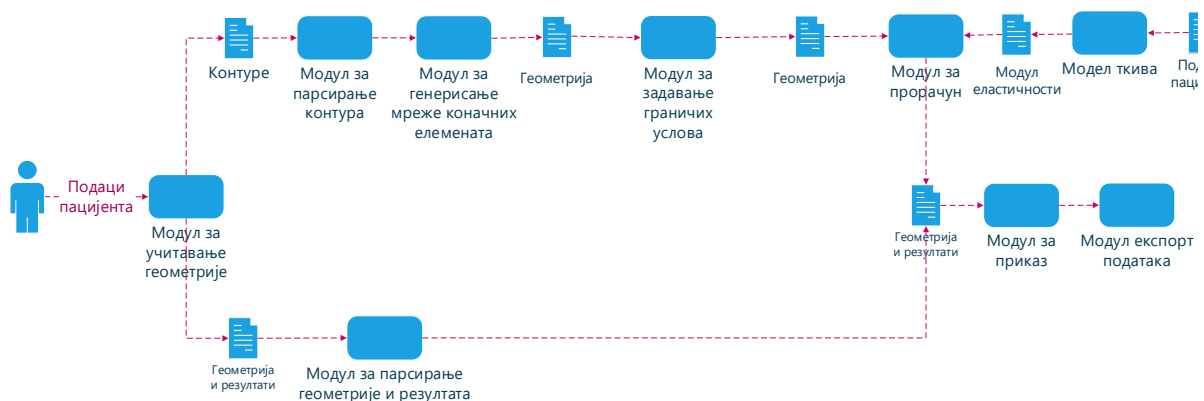 Контуре
Модул за
парсирање
контура
Модул за
генерисање
мреже коначних
елемената
Геометрија
Модул за
задавање
граничих
услова
Геометрија
Модул за
прорачун
Модул
еластичности
Модел ткива
Подаци
пацијента
Модул за
учитавање
геометрије
Геометрија
и резултати
Модул за
приказ
Модул експорт
података
Геометрија
и резултати
Модул за парсирање
геометрије и резултата